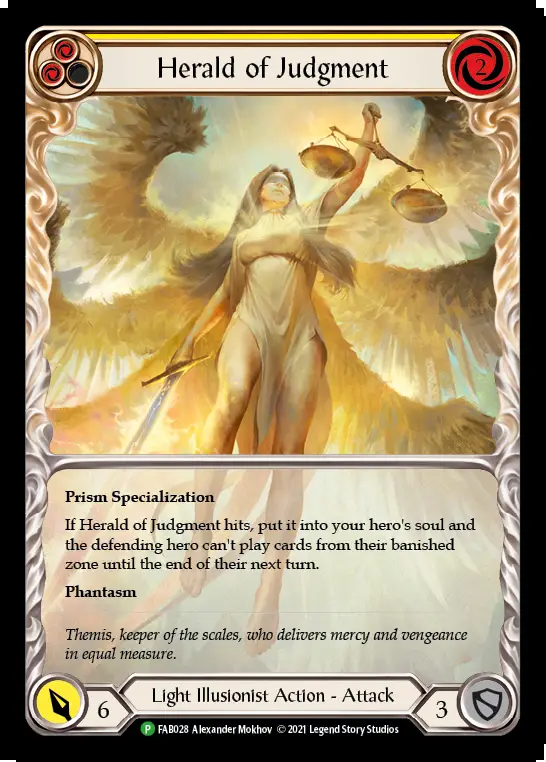 Herald of Judgment
2
Prism Specialization
If Herald of Judgment hits, put it into your hero's soul and
the defending hero can't play cards from their banished
zone until the end of their next turn.
Phantasm
Themis, keeper of the scales, who delivers mercy and vengeance
in equal measure.
6
Light Illusionist Action - Attack
3
P FAB028 Alexander Mokhov © 2021 Legend Story Studios